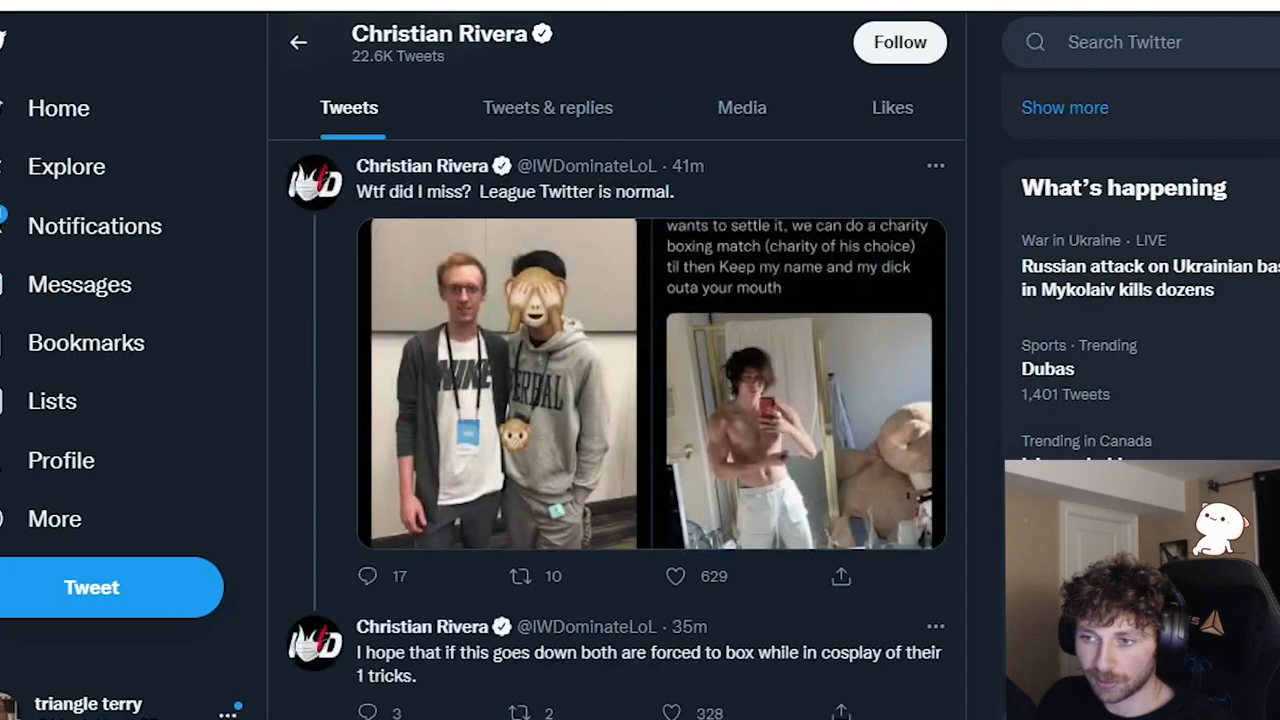 Christian Rivera
22.6K Tweets
Follow
Search Twitter
Home
Explore
Notifications
Messages
Bookmarks
Lists
Profile
More
Tweet
triangle terry
Tweets
Tweets & replies
Media
Likes
Christian Rivera @IWDominateLoL · 41m
Wtf did I miss? League Twitter is normal.
NIKE
wants to settle it, we can do a charity
boxing match (charity of his choice)
til then Keep my name and my dick
outa your mouth
17
10
629
Christian Rivera @IWDominateLoL · 35m
I hope that if this goes down both are forced to box while in cosplay of their
1 tricks.
3
2
328
Show more
What's happening
War in Ukraine · LIVE
Russian attack on Ukrainian bas
in Mykolaiv kills dozens
Sports · Trending
Dubas
1,401 Tweets
Trending in Canada